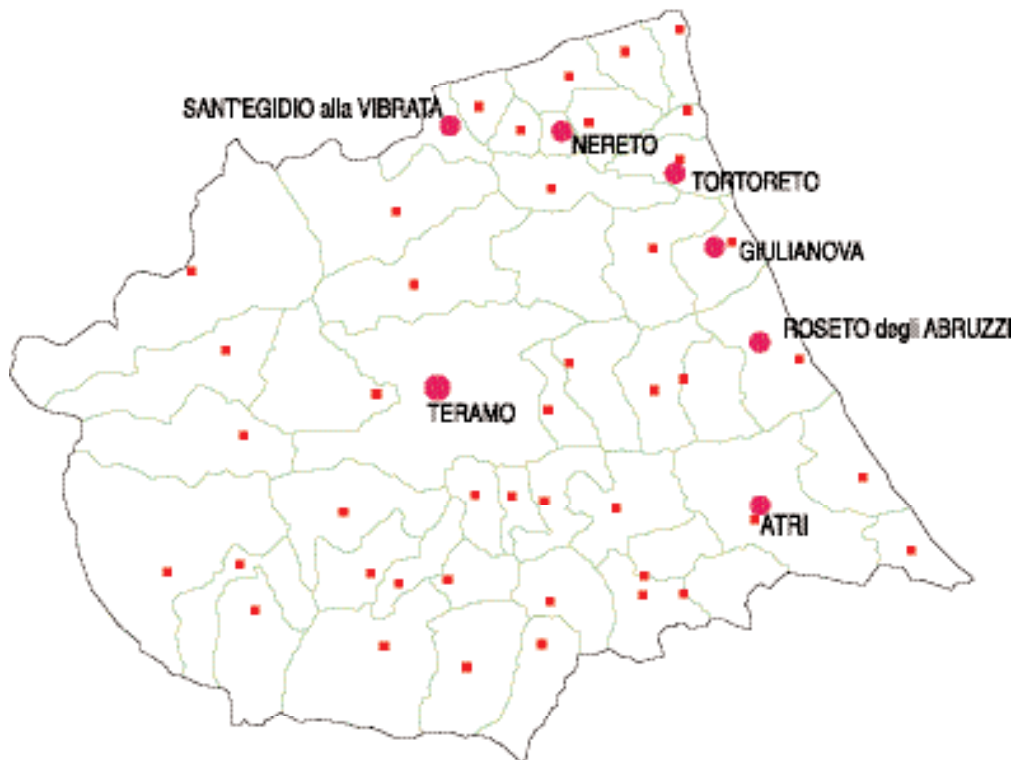 SANT'EGIDIO alla VIBRATA
NERETO
TORTORETO
GIULIANOVA
ROSETO degli ABRUZZI
TERAMO
ATRI